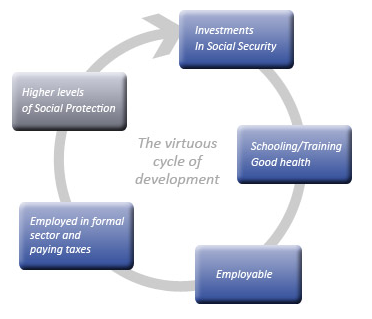 Investments
In Social Security
Schooling/Training
Good health
Employable
Employed in formal
sector and
paying taxes
Higher levels
of Social Protection
The virtuous
cycle of
development